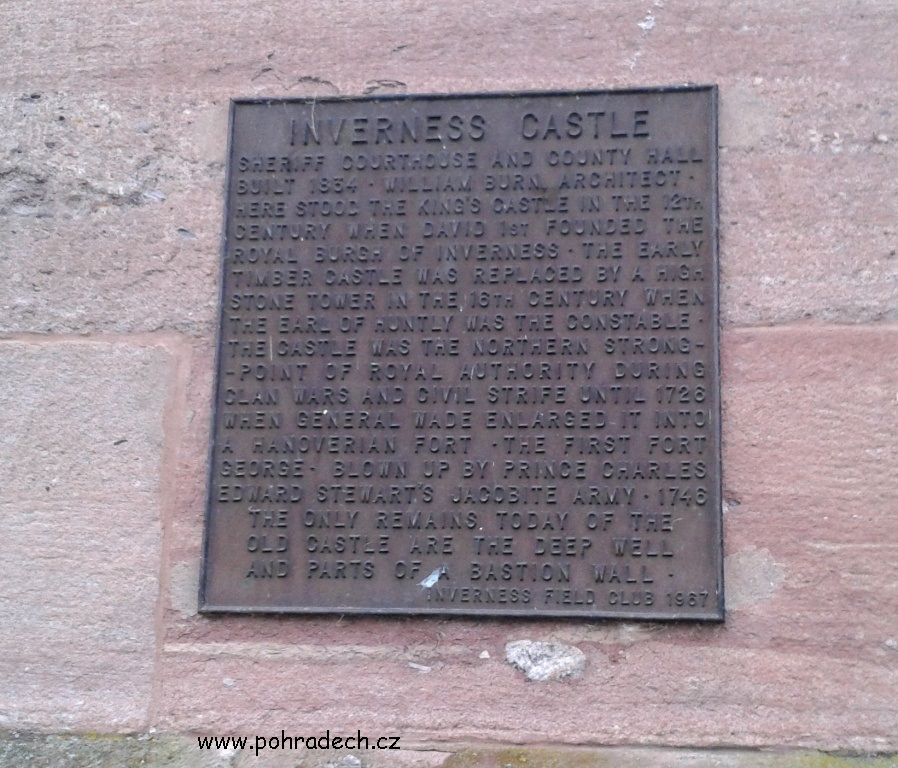 INVERNESS CASTLE
SHERIFF COURTHOUSE AND COUNTY HALL
BUILT 1834 · WILLIAM BURN, ARCHITECT ·
HERE STOOD THE KING'S CASTLE IN THE 12TH
CENTURY WHEN DAVID 1ST FOUNDED THE
ROYAL BURGH OF INVERNESS · THE EARLY
TIMBER CASTLE WAS REPLACED BY A HIGH
STONE TOWER IN THE 16TH CENTURY WHEN
THE EARL OF HUNTLY WAS THE CONSTABLE ·
THE CASTLE WAS THE NORTHERN STRONG-
-POINT OF ROYAL AUTHORITY DURING
CLAN WARS AND CIVIL STRIFE UNTIL 1726
WHEN GENERAL WADE ENLARGED IT INTO
A HANOVERIAN FORT · THE FIRST FORT
GEORGE · BLOWN UP BY PRINCE CHARLES
EDWARD STEWART'S JACOBITE ARMY · 1746
THE ONLY REMAINS TODAY OF THE
OLD CASTLE ARE THE DEEP WELL
AND PARTS OF A BASTION WALL ·
INVERNESS FIELD CLUB 1967
www.pohradech.cz